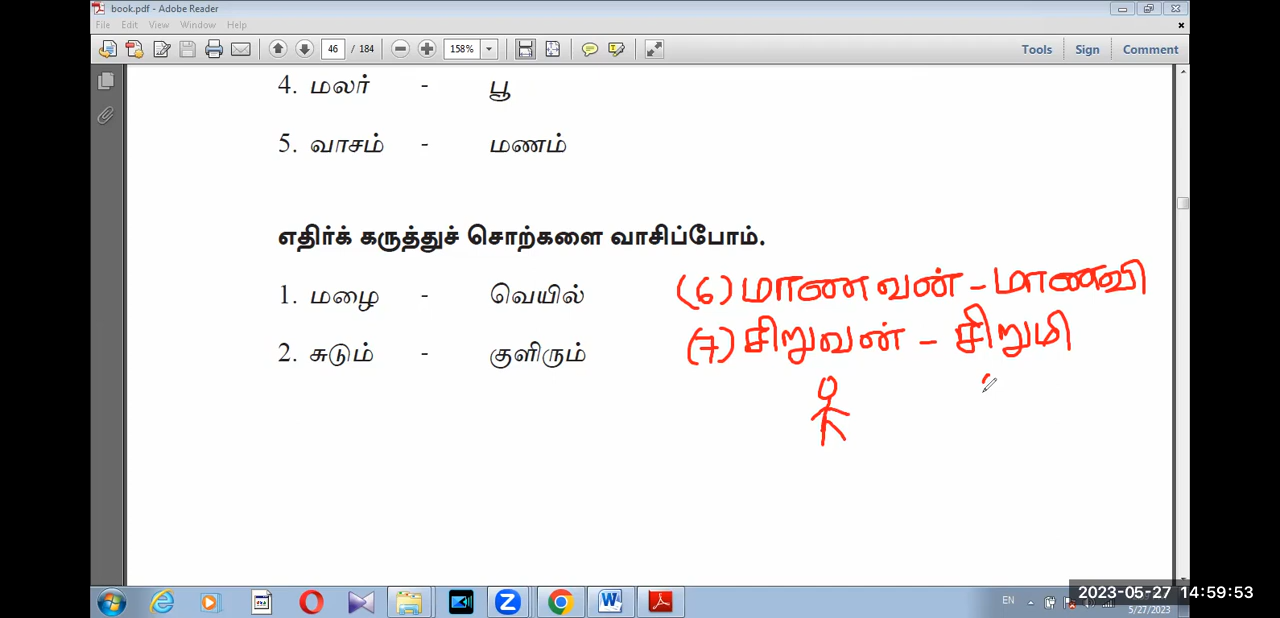 book.pdf - Adobe Reader
File Edit View Window Help
46 / 184 158% Tools Sign Comment
4. மலர் - பூ
5. வாசம் - மணம்
எதிர்க் கருத்துச் சொற்களை வாசிப்போம்.
1. மழை - வெயில்
2. சுடும் - குளிரும்
(6) மாணவன் - மாணவி
(7) சிறுவன் - சிறுமி
EN
2023-05-27 14:59:53
5/27/2023